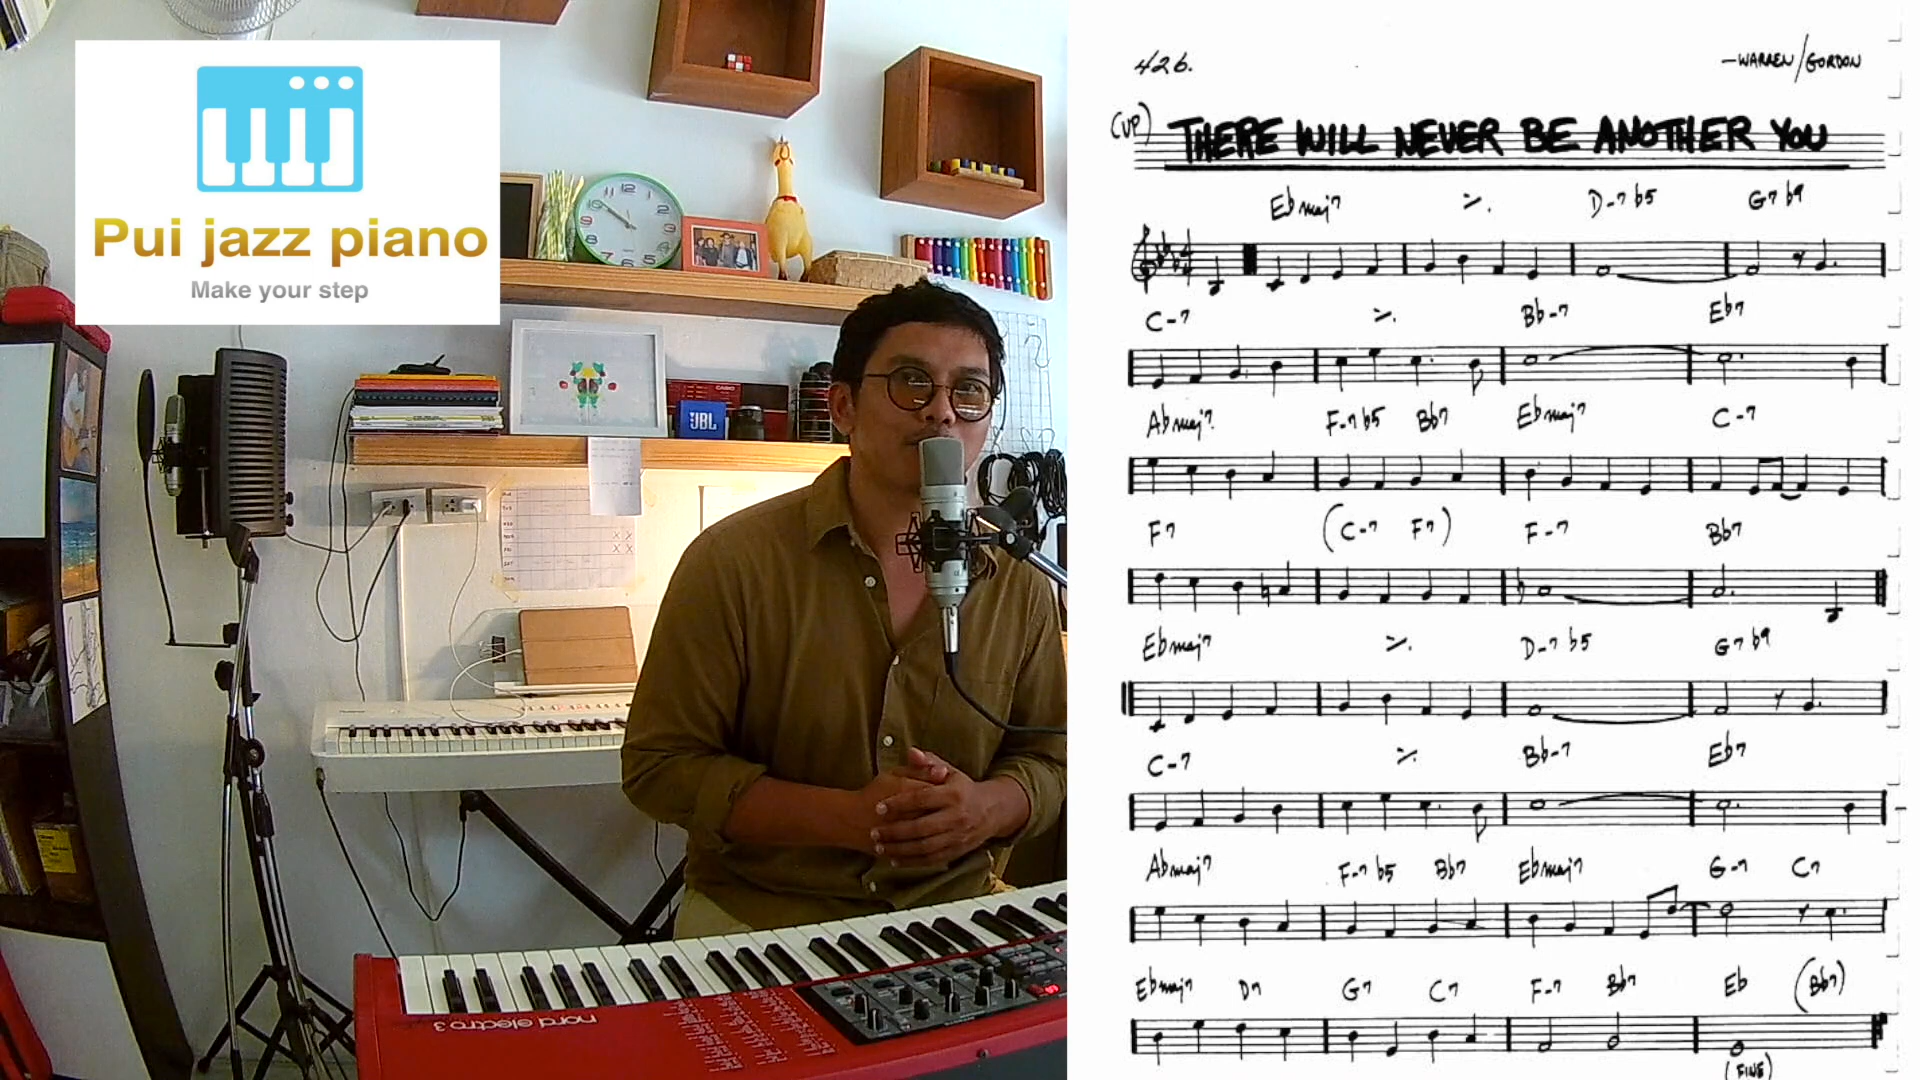 Pui jazz piano
Make your step
JBL
CASIO
nord electro 3
426.
—WARREN/GORDON
(UP)
THERE WILL NEVER BE ANOTHER YOU
Ebmaj7 ٪ D-7b5 G7b9
C-7 ٪ Bb-7 Eb7
Abmaj7 F-7b5 Bb7 Ebmaj7 C-7
F7 (C-7 F7) F-7 Bb7
Ebmaj7 ٪ D-7b5 G7b9
C-7 ٪ Bb-7 Eb7
Abmaj7 F-7b5 Bb7 Ebmaj7 G-7 C7
Ebmaj7 D7 G7 C7 F-7 Bb7 Eb (Bb7)
(FINE)